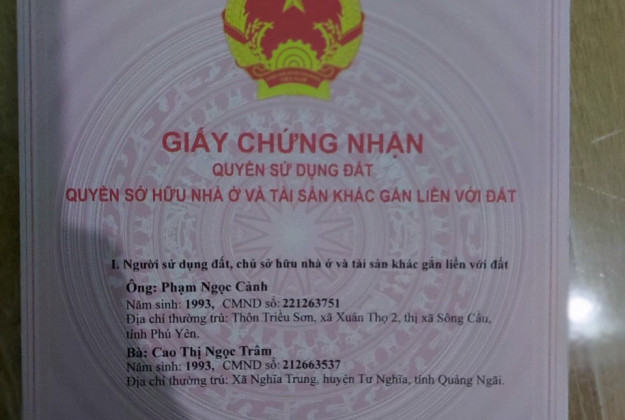 GIẤY CHỨNG NHẬN
QUYỀN SỬ DỤNG ĐẤT
QUYỀN SỞ HỮU NHÀ Ở VÀ TÀI SẢN KHÁC GẮN LIỀN VỚI ĐẤT
I. Người sử dụng đất, chủ sở hữu nhà ở và tài sản khác gắn liền với đất
Ông: Phạm Ngọc Cảnh
Năm sinh: 1993, CMND số: 221263751
Địa chỉ thường trú: Thôn Triều Sơn, xã Xuân Thọ 2, thị xã Sông Cầu,
tỉnh Phú Yên.
Bà: Cao Thị Ngọc Trâm
Năm sinh: 1993, CMND số: 212663537
Địa chỉ thường trú: Xã Nghĩa Trung, huyện Tư Nghĩa, tỉnh Quảng Ngãi.